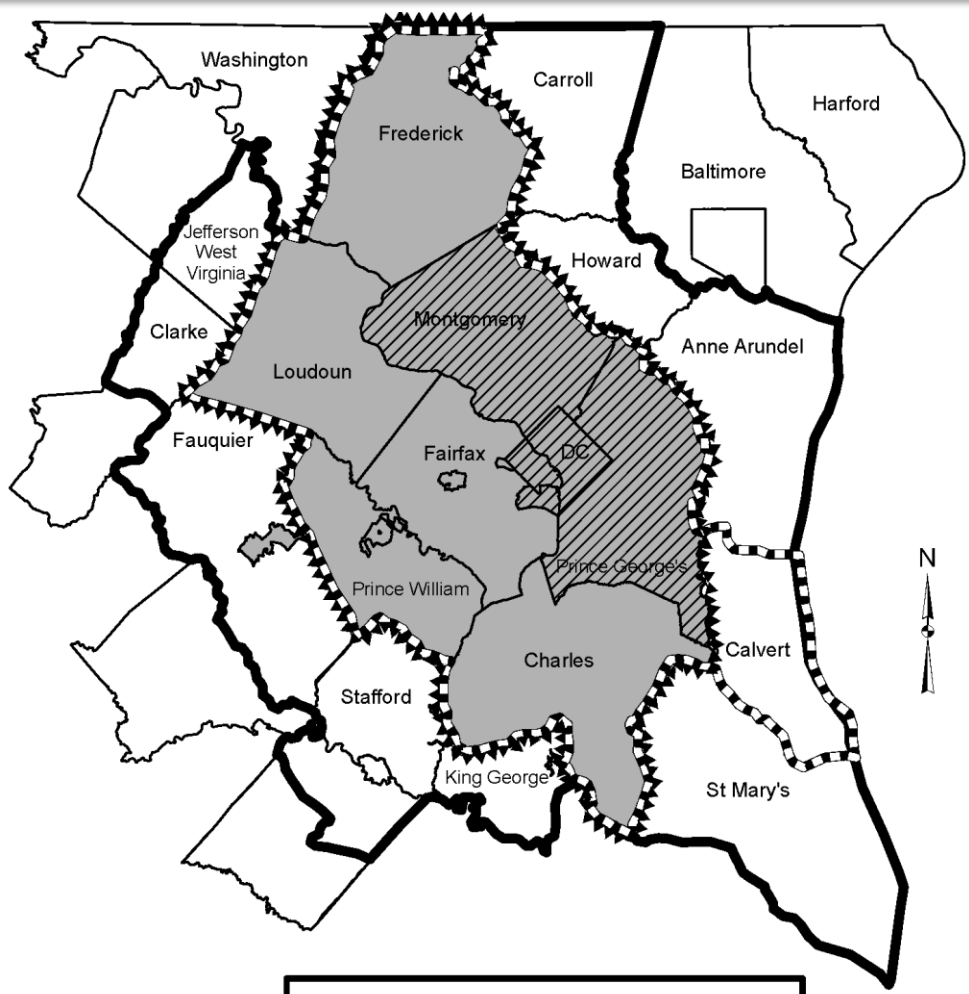 Washington
Carroll
Harford
Frederick
Baltimore
Jefferson
West
Virginia
Howard
Montgomery
Clarke
Anne Arundel
Loudoun
Fauquier
Fairfax
DC
N
Prince George's
Prince William
Calvert
Charles
Stafford
King George
St Mary's